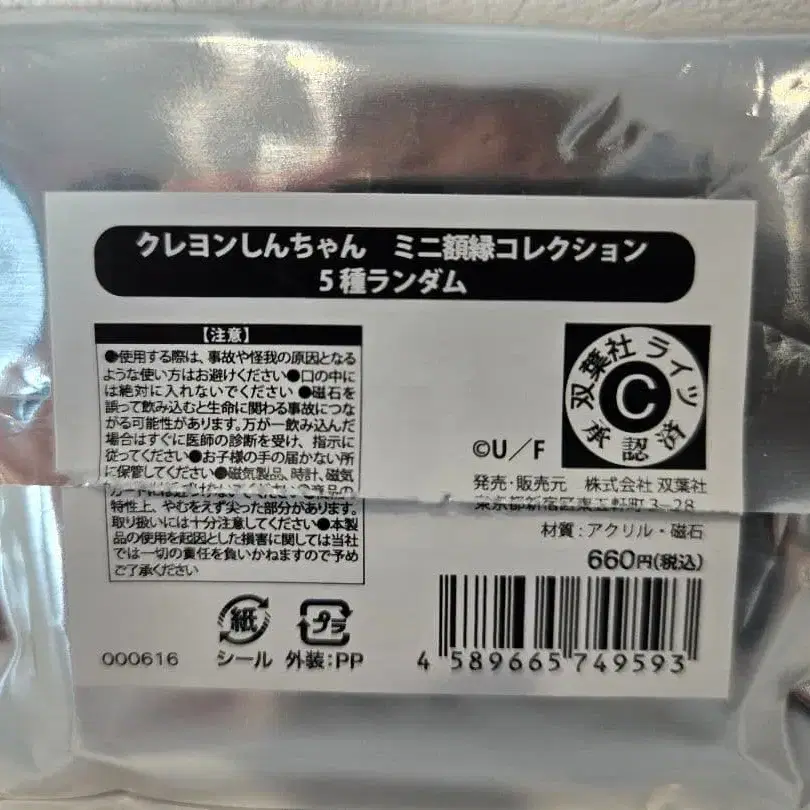 クレヨンしんちゃん　ミニ額縁コレクション
5種ランダム
【注意】
●使用する際は、事故や怪我の原因となる
ような使い方はお避けください●口の中に
は絶対に入れないでください ●磁石を
誤って飲み込むと生命に関わる事故につな
がる可能性があります。万が一飲み込んだ
場合はすぐに医師の診断を受け、指示に
従ってください●お子様の手の届かない所
に保管してください●磁気製品、時計、磁気
特性上、やむをえず尖った部分があります。
取り扱いには十分注意してください●本製
品の使用を起因とした損害に関しては当社
では一切の責任を負いかねますので予め
ご了承ください
双葉社 ライツ
C
承認済
©U／F
発売・販売元　株式会社 双葉社
東京都新宿区東五軒町3-28
材質：アクリル・磁石
660円(税込)
紙
プラ
000616
シール
外装：PP
4 589665 749593